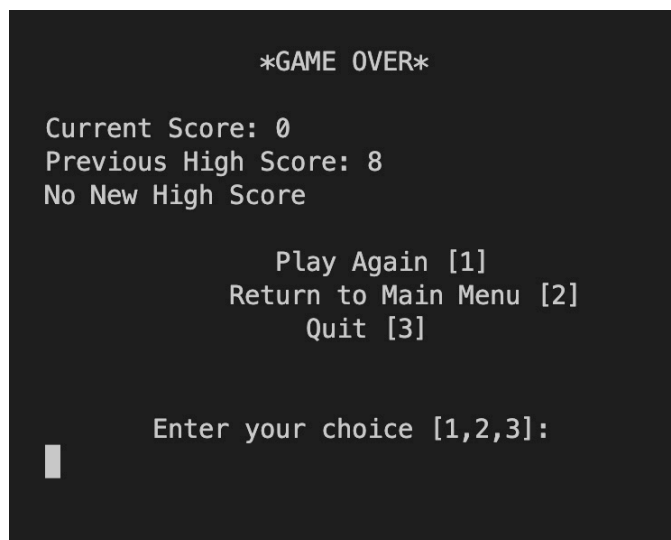 *GAME OVER*
Current Score: 0
Previous High Score: 8
No New High Score
Play Again [1]
Return to Main Menu [2]
Quit [3]
Enter your choice [1,2,3]: